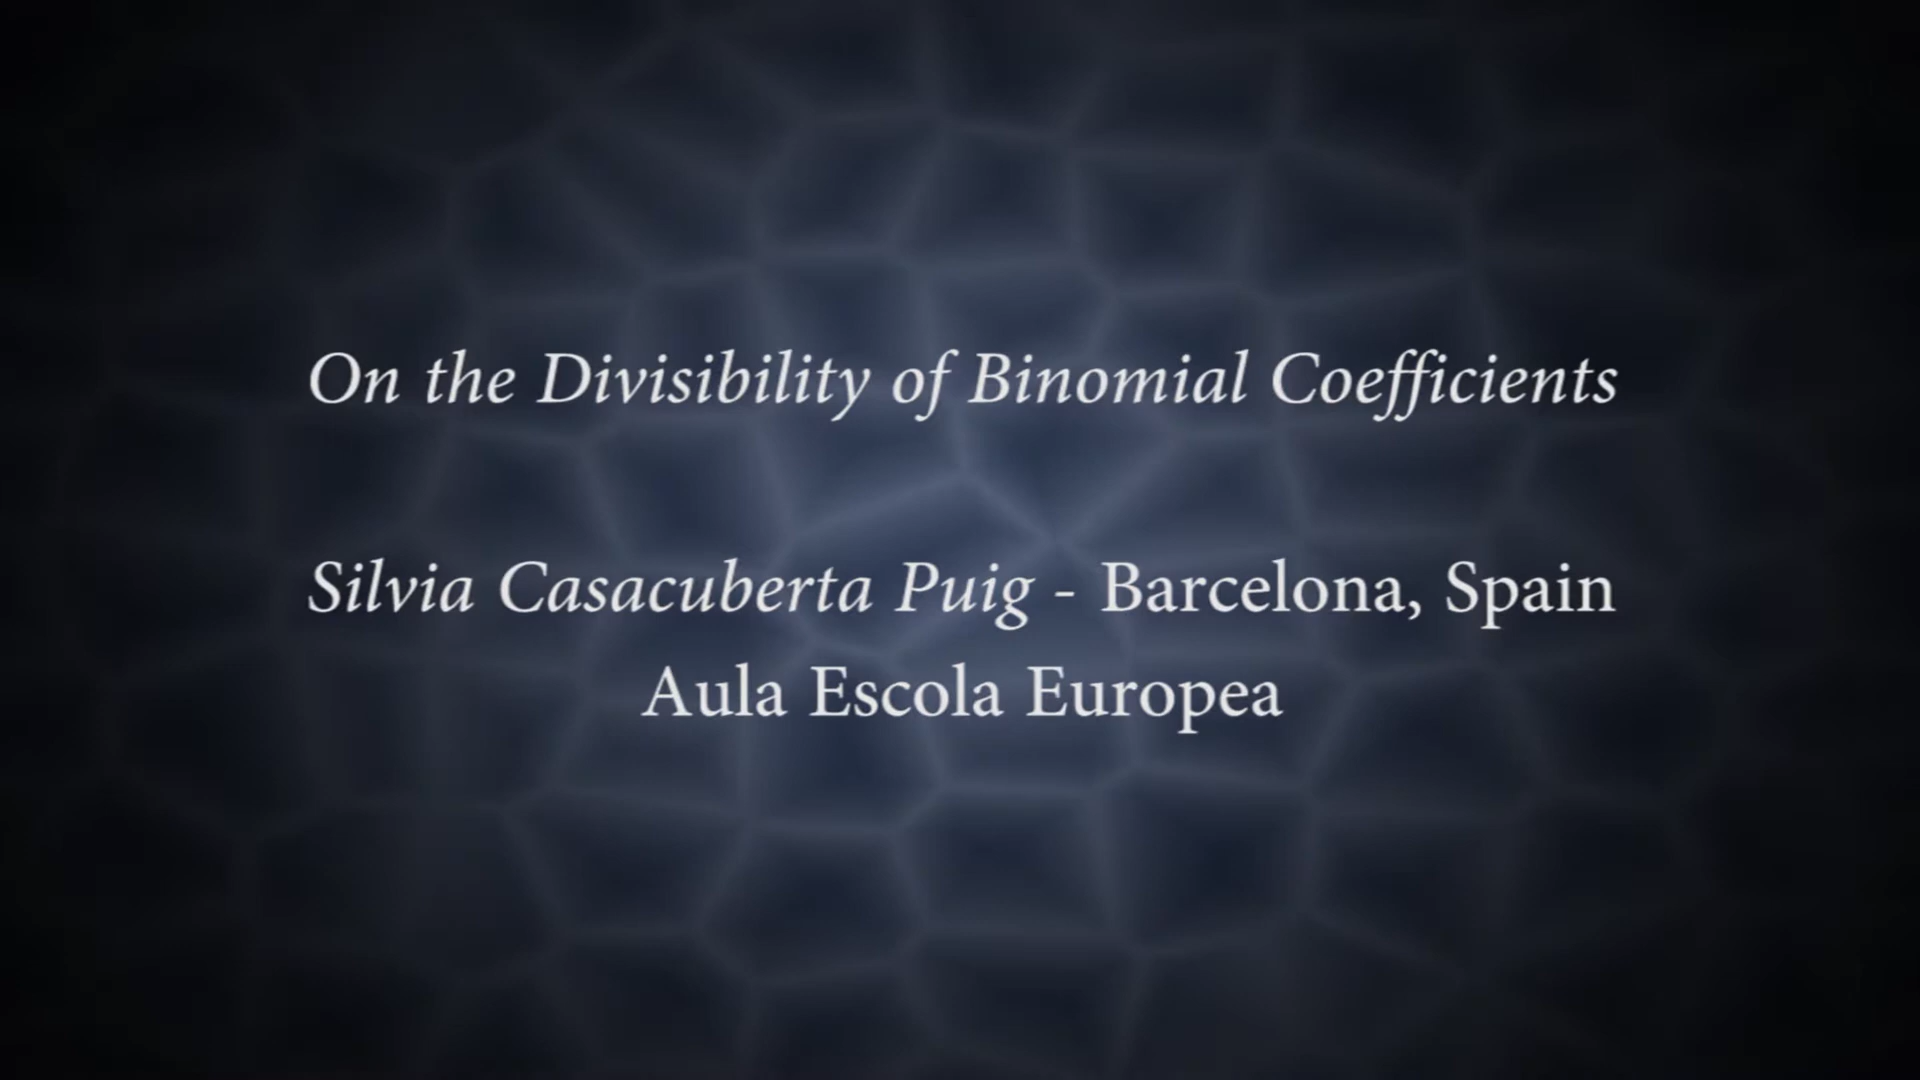 On the Divisibility of Binomial Coefficients
Silvia Casacuberta Puig - Barcelona, Spain
Aula Escola Europea